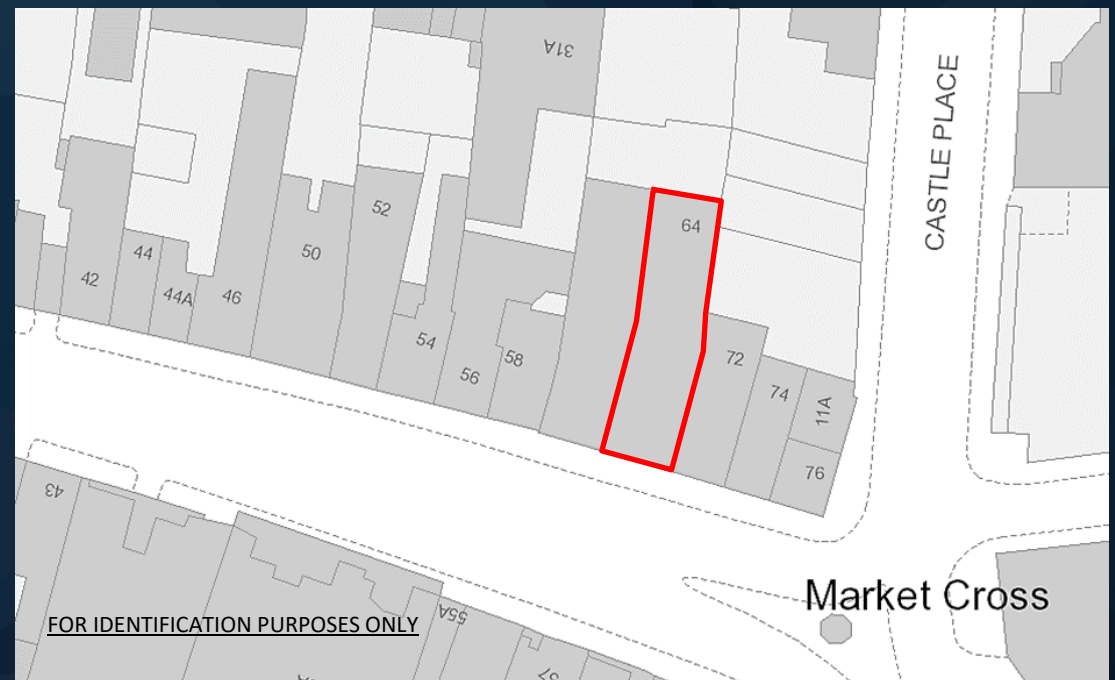 31A
CASTLE PLACE
52
64
44
50
42
44A
46
54
58
72
56
74
11A
76
43
Market Cross
55A
FOR IDENTIFICATION PURPOSES ONLY
57